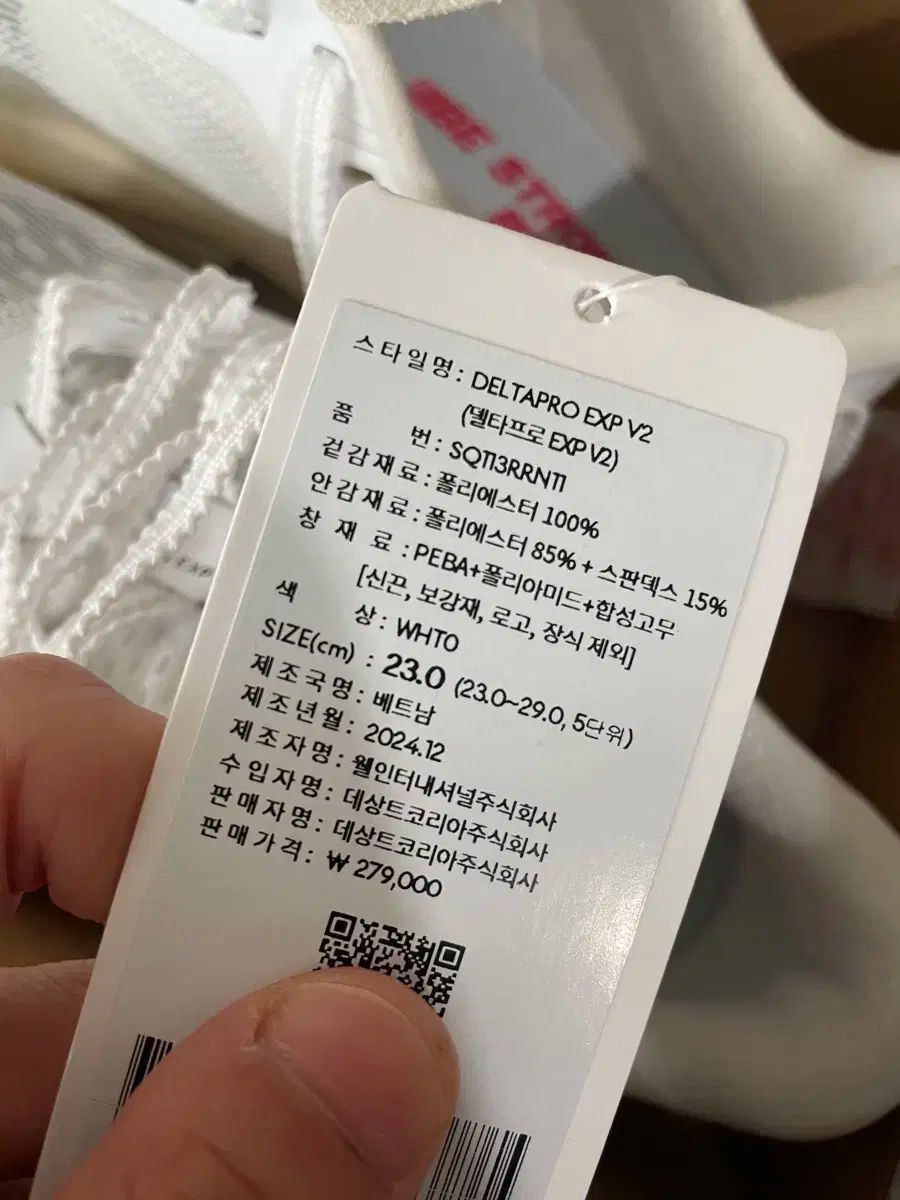 스타일명 : DELTAPRO EXP V2
(델타프로 EXP V2)
품 번 : SQ113RRN11
겉감재료 : 폴리에스터 100%
안감재료 : 폴리에스터 85% + 스판덱스 15%
창 재 료 : PEBA+폴리아미드+합성고무
[신끈, 보강재, 로고, 장식 제외]
색 상 : WHT0
SIZE(cm) : 23.0 (23.0~29.0, 5단위)
제조국명 : 베트남
제조년월 : 2024.12
제조자명 : 웰인터내셔널주식회사
수입자명 : 데상트코리아주식회사
판매자명 : 데상트코리아주식회사
판매가격 : ₩ 279,000